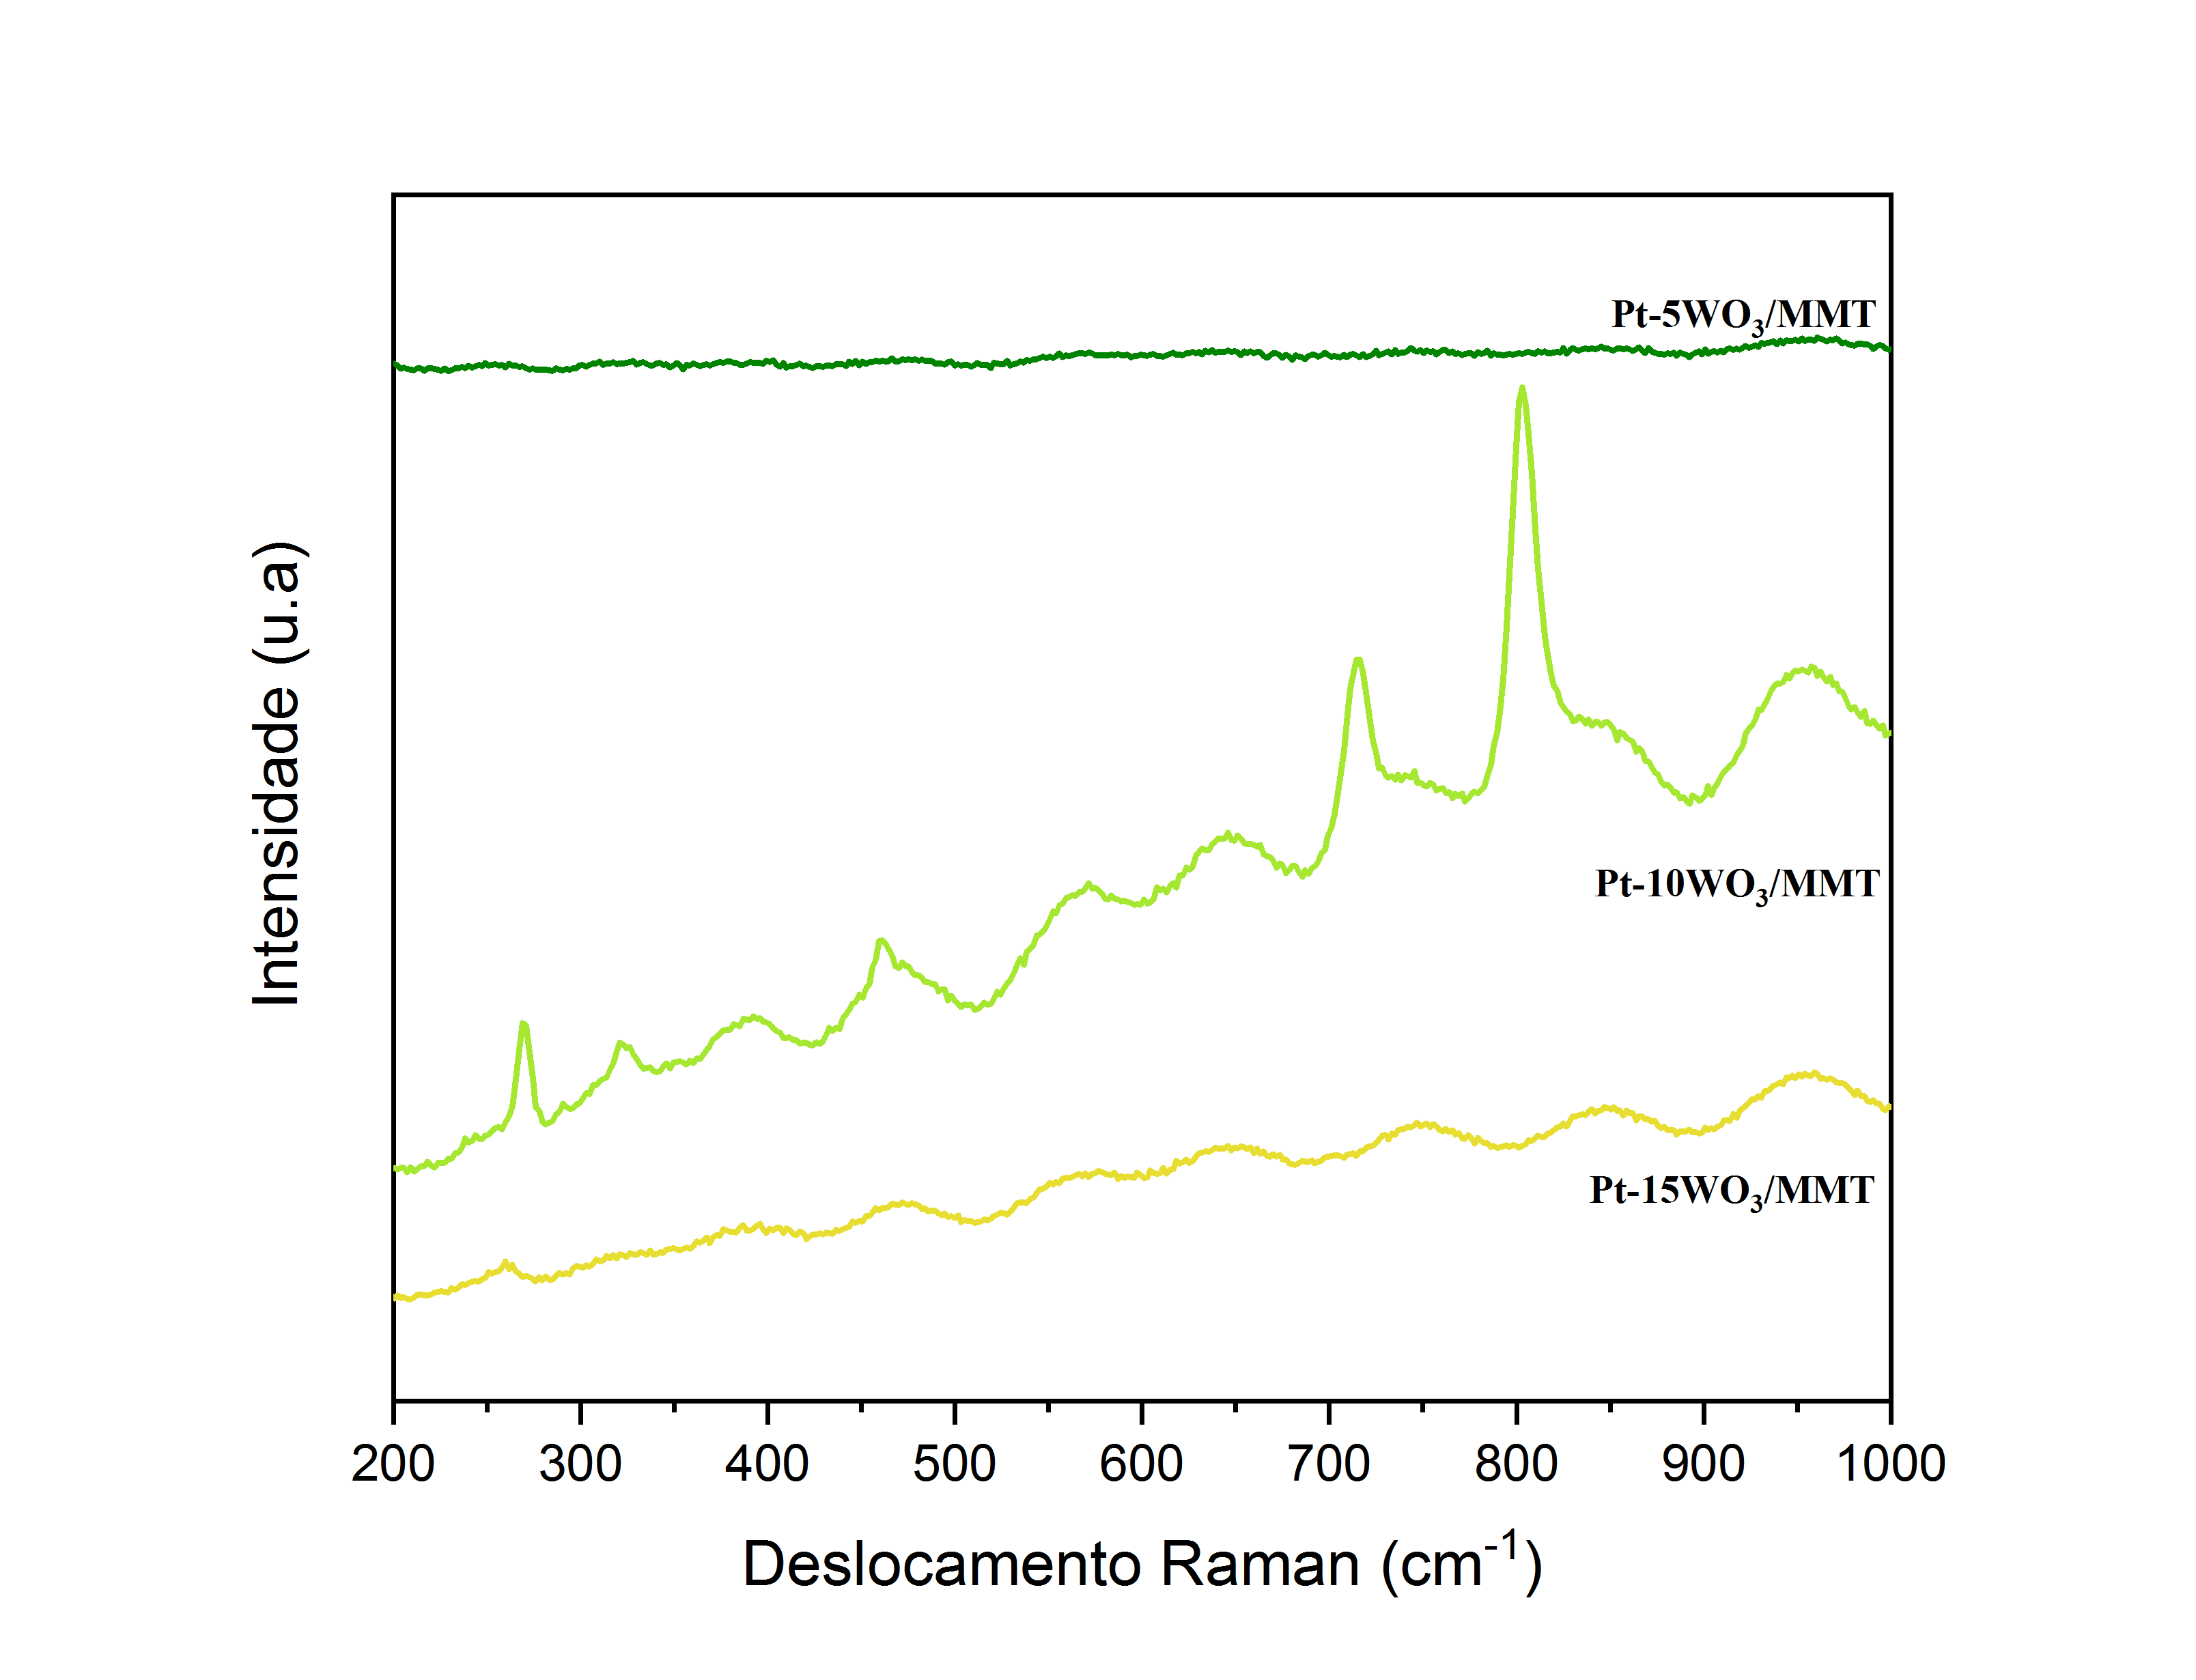 Pt-5WO₃/MMT
Pt-10WO₃/MMT
Pt-15WO₃/MMT
Intensidade (u.a)
200 300 400 500 600 700 800 900 1000
Deslocamento Raman (cm⁻¹)